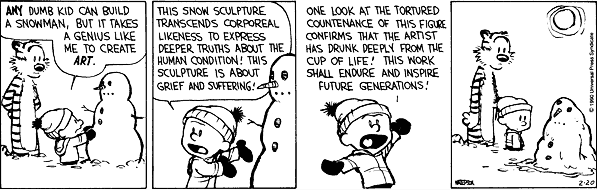 ANY DUMB KID CAN BUILD
A SNOWMAN, BUT IT TAKES
A GENIUS LIKE
ME TO CREATE
ART.
THIS SNOW SCULPTURE
TRANSCENDS CORPOREAL
LIKENESS TO EXPRESS
DEEPER TRUTHS ABOUT THE
HUMAN CONDITION! THIS
SCULPTURE IS ABOUT
GRIEF AND SUFFERING!
ONE LOOK AT THE TORTURED
COUNTENANCE OF THIS FIGURE
CONFIRMS THAT THE ARTIST
HAS DRUNK DEEPLY FROM THE
CUP OF LIFE! THIS WORK
SHALL ENDURE AND INSPIRE
FUTURE GENERATIONS!
©1990 Universal Press Syndicate
WATTERSON
2-20